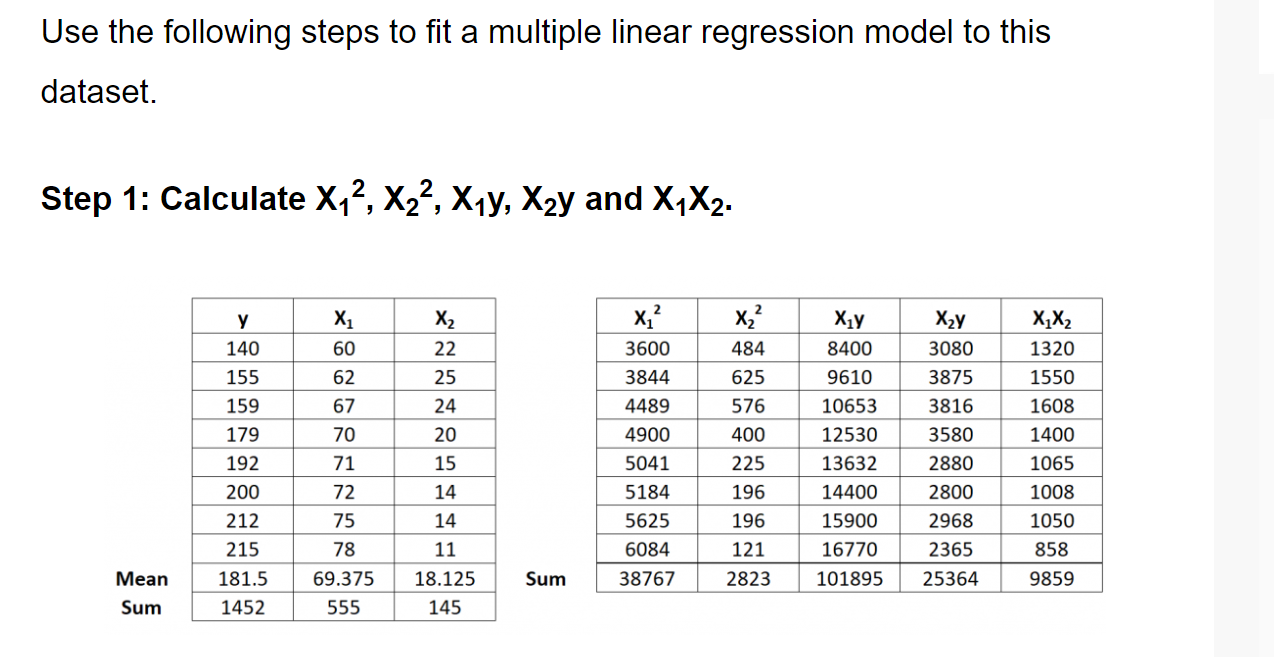 Use the following steps to fit a multiple linear regression model to this
dataset.
Step 1: Calculate X₁², X₂², X₁y, X₂y and X₁X₂.
y X₁ X₂ X₁² X₂² X₁y X₂y X₁X₂
140 60 22 3600 484 8400 3080 1320
155 62 25 3844 625 9610 3875 1550
159 67 24 4489 576 10653 3816 1608
179 70 20 4900 400 12530 3580 1400
192 71 15 5041 225 13632 2880 1065
200 72 14 5184 196 14400 2800 1008
212 75 14 5625 196 15900 2968 1050
215 78 11 6084 121 16770 2365 858
Mean 181.5 69.375 18.125 Sum 38767 2823 101895 25364 9859
Sum 1452 555 145